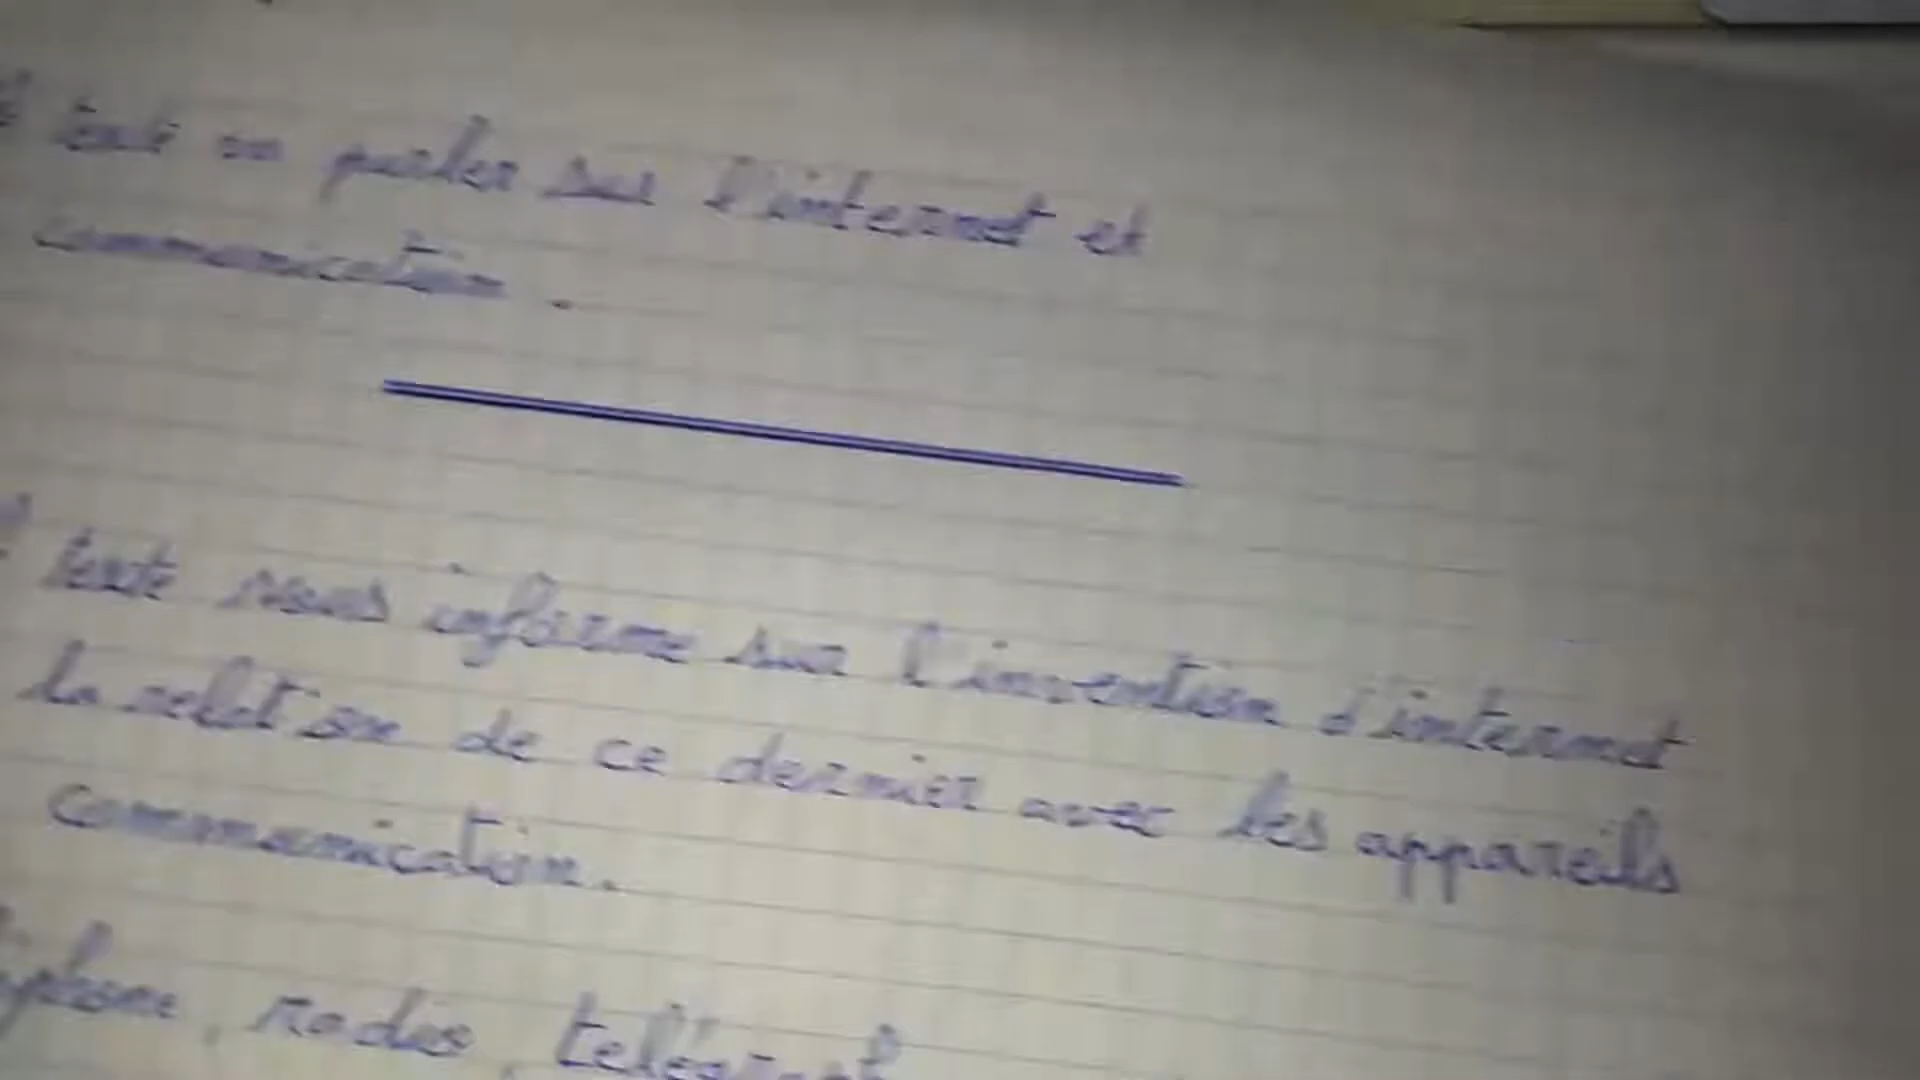 texte on parler sur l'internet et
communication.
texte nous informe sur l'invention d'internet
la relation de ce dernier avec les appareils
communication.
radio, telégraph